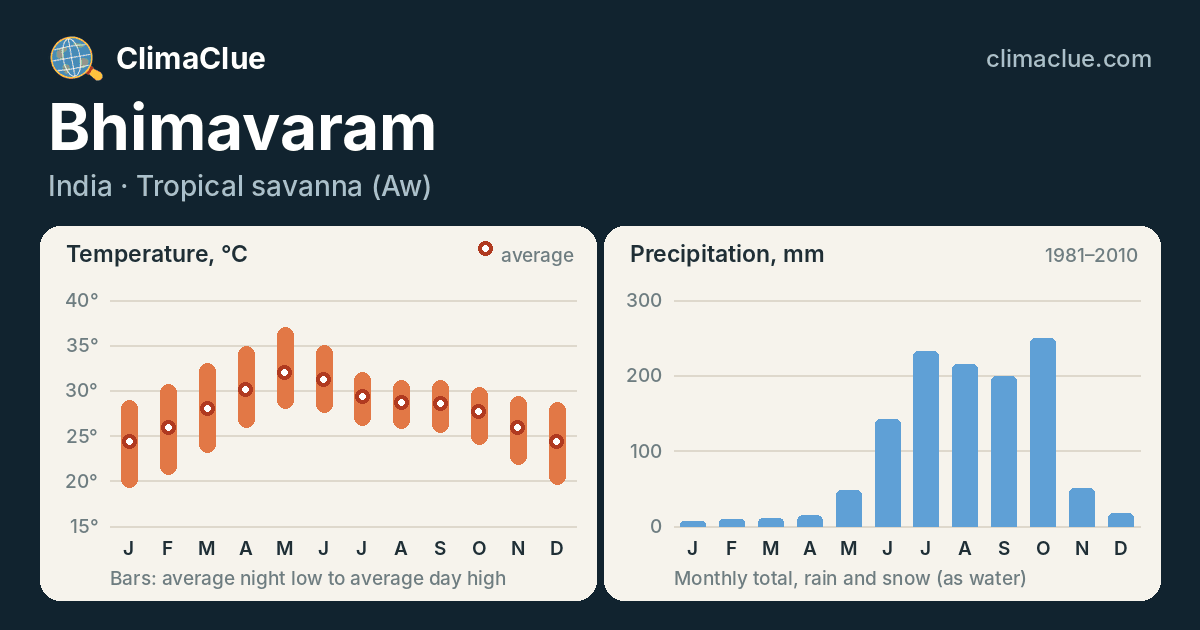 ClimaClue
climaclue.com
Bhimavaram
India · Tropical savanna (Aw)
Temperature, °C
average
40°
35°
30°
25°
20°
15°
J F M A M J J A S O N D
Bars: average night low to average day high
Precipitation, mm
1981–2010
300
200
100
0
J F M A M J J A S O N D
Monthly total, rain and snow (as water)